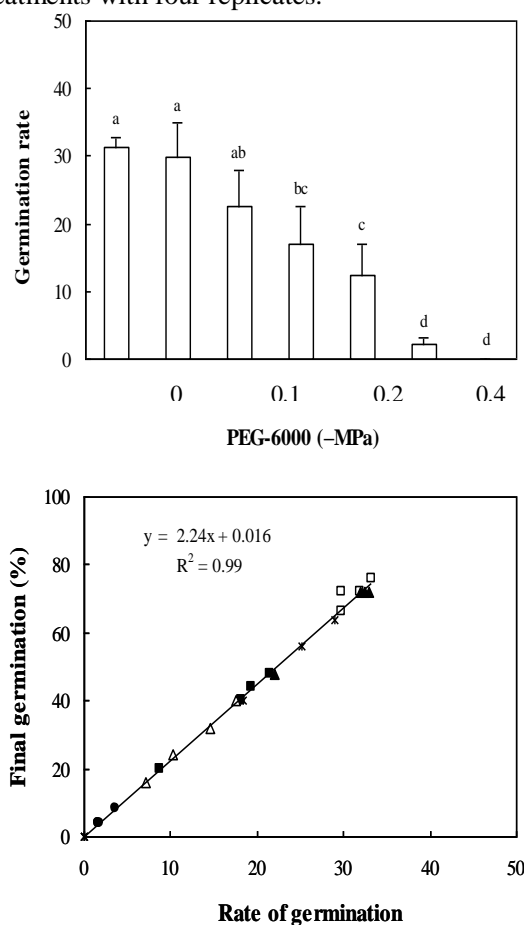 eatments with four replicates.
50
40
30
20
10
0
Germination rate
a
a
ab
bc
c
d
d
0 0.1 0.2 0.4
PEG-6000 (–MPa)
100
80
60
40
20
0
Final germination (%)
y = 2.24x + 0.016
R² = 0.99
0 10 20 30 40 50
Rate of germination